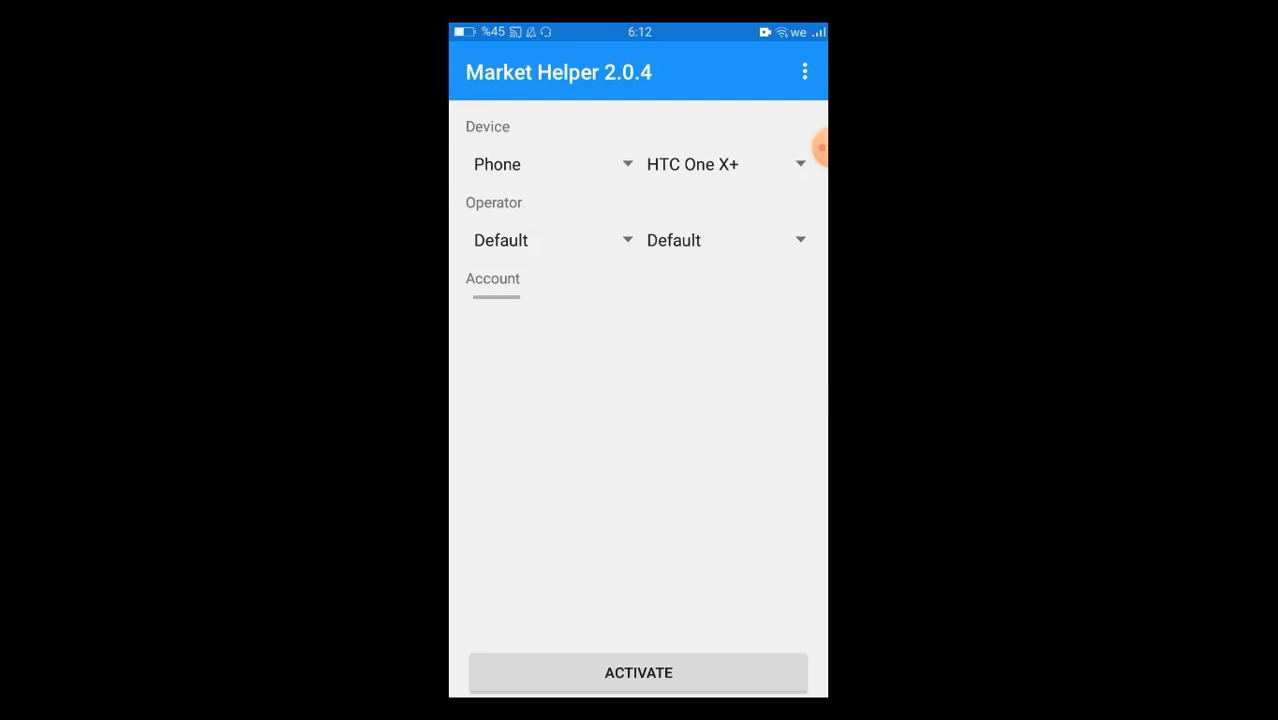 %45 6:12 we
Market Helper 2.0.4
Device
Phone HTC One X+
Operator
Default Default
Account
ACTIVATE